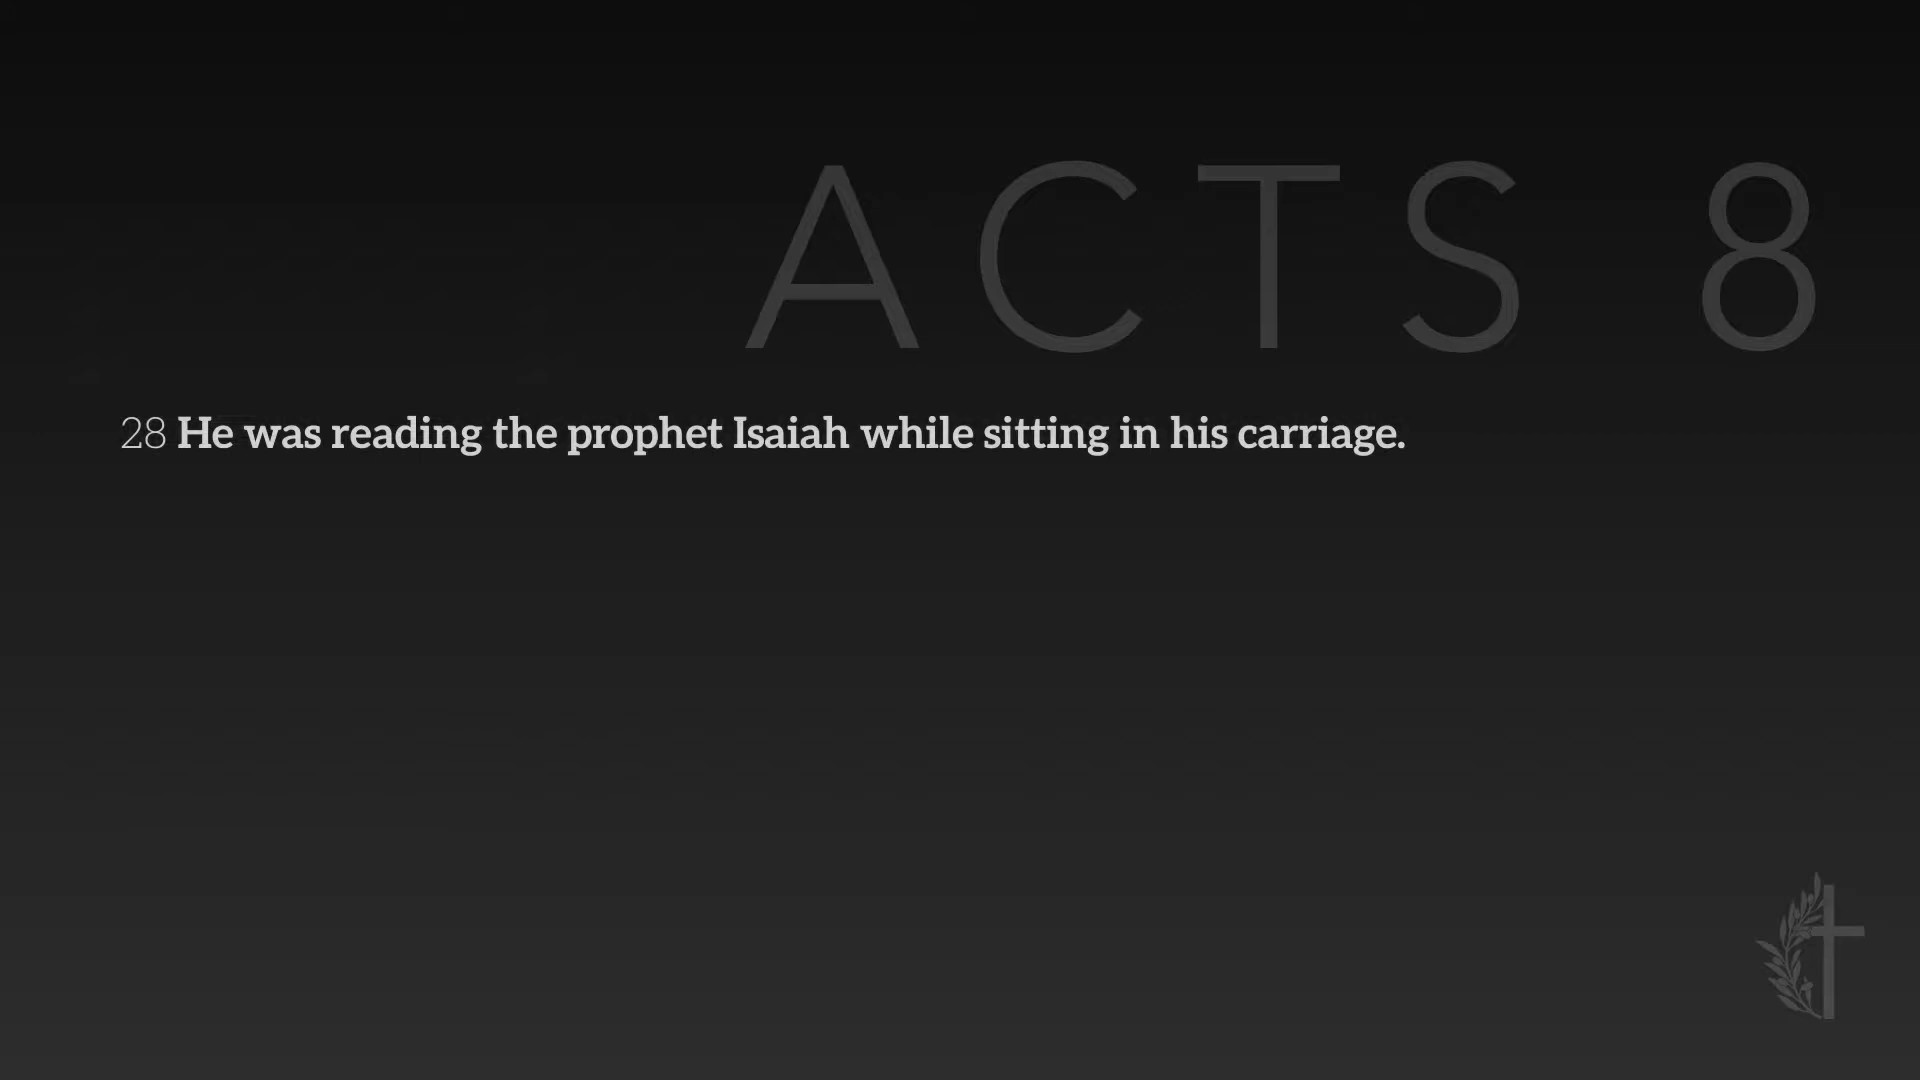 ACTS 8
28 He was reading the prophet Isaiah while sitting in his carriage.